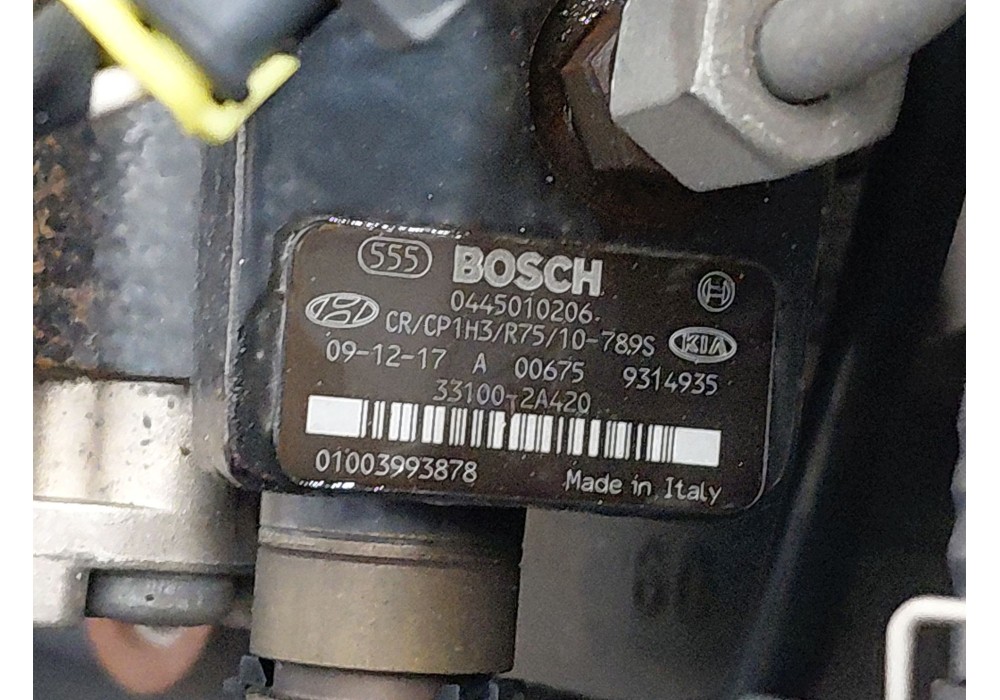 555 BOSCH
0445010206
CR/CP1H3/R75/10-789S
KIA
09-12-17 A 00675 9314935
33100-2A420
01003993878 Made in Italy